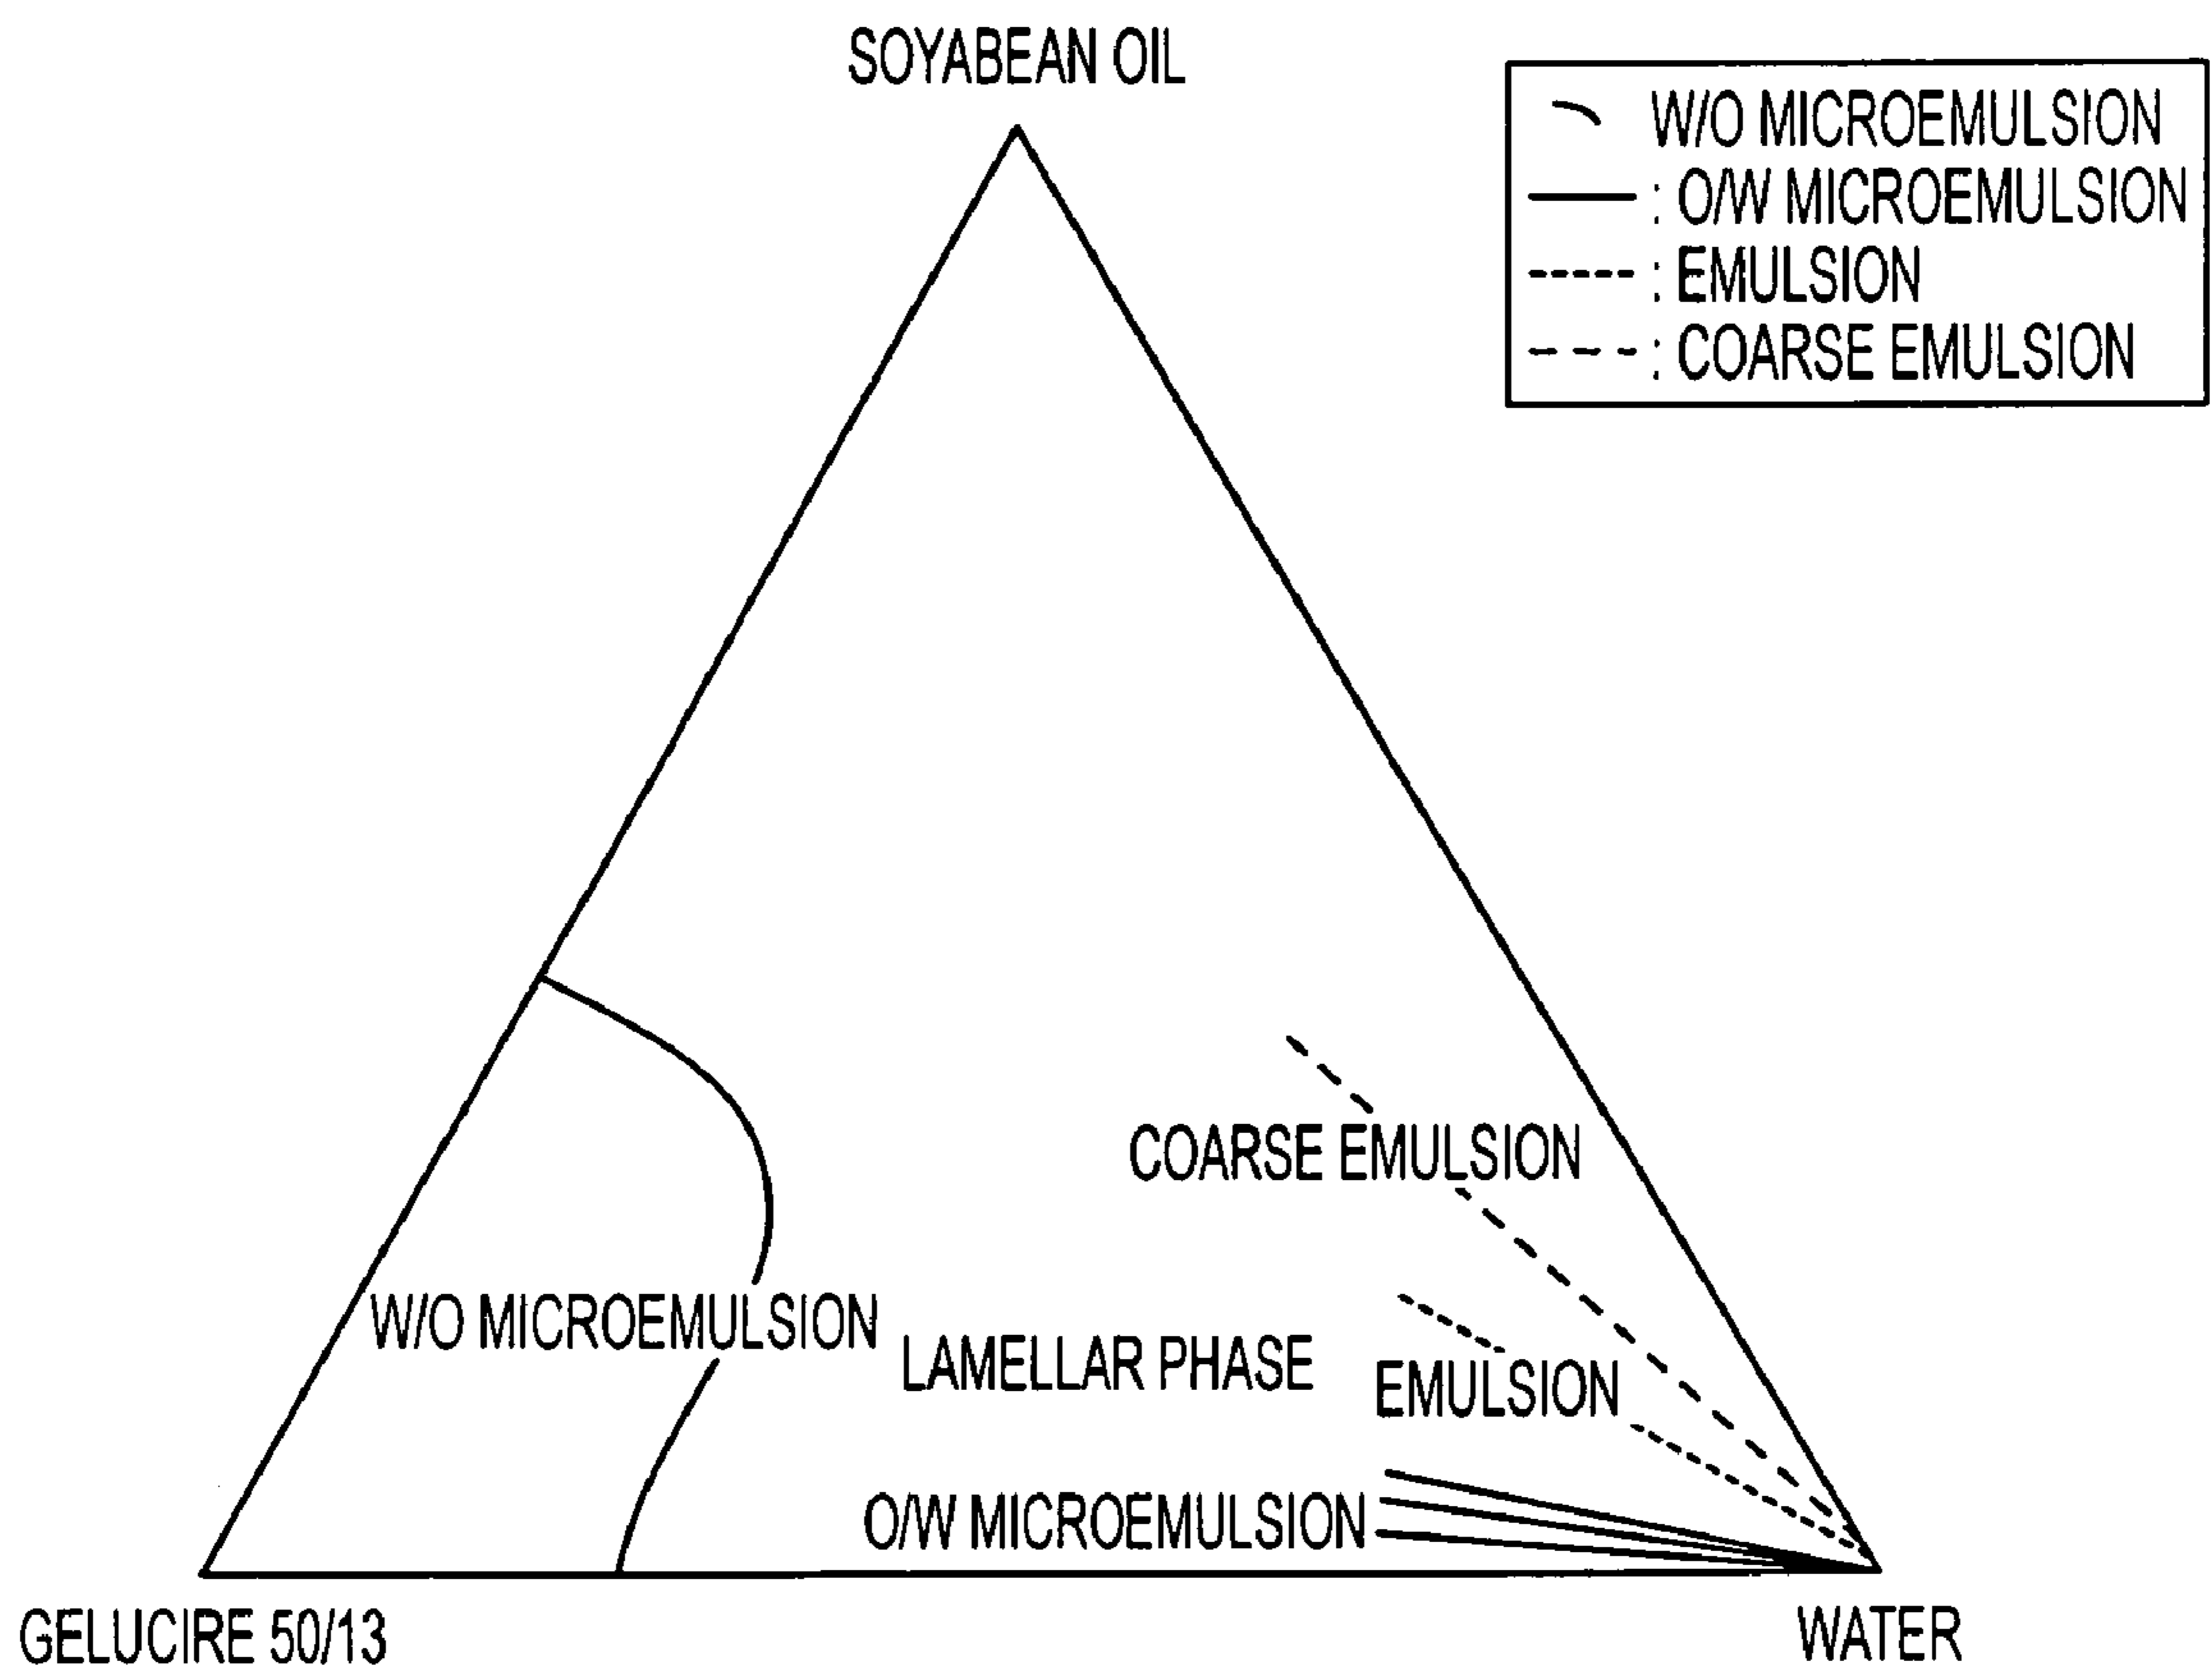 SOYABEAN OIL
W/O MICROEMULSION
: O/W MICROEMULSION
: EMULSION
: COARSE EMULSION
COARSE EMULSION
W/O MICROEMULSION
LAMELLAR PHASE
EMULSION
O/W MICROEMULSION
GELUCIRE 50/13
WATER